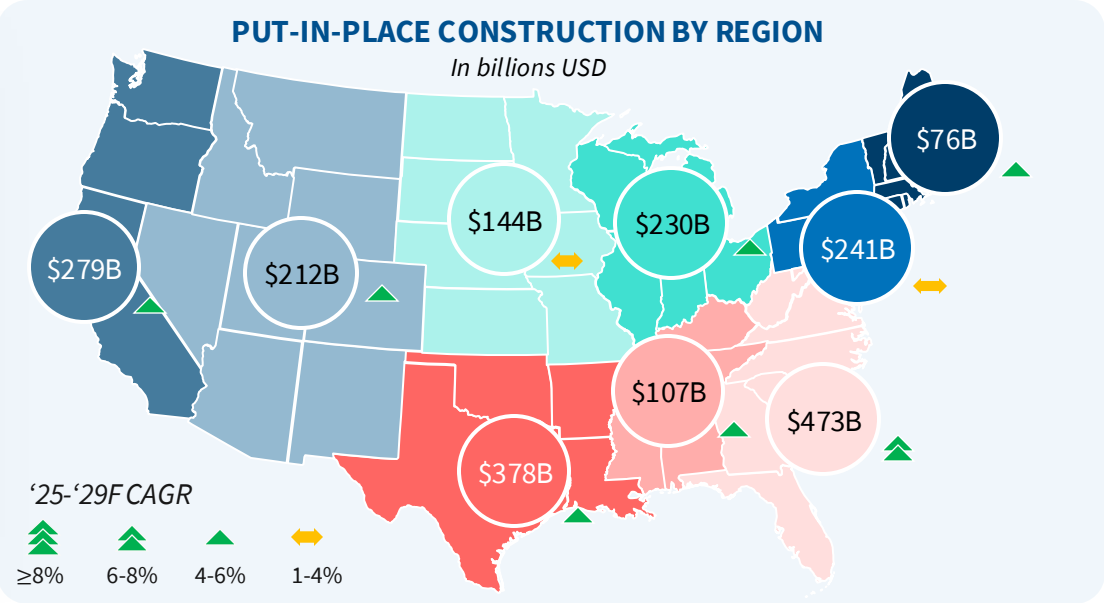 PUT-IN-PLACE CONSTRUCTION BY REGION
In billions USD
$76B
$144B
$230B
$241B
$279B
$212B
$107B
$473B
$378B
‘25-‘29F CAGR
≥8% 6-8% 4-6% 1-4%